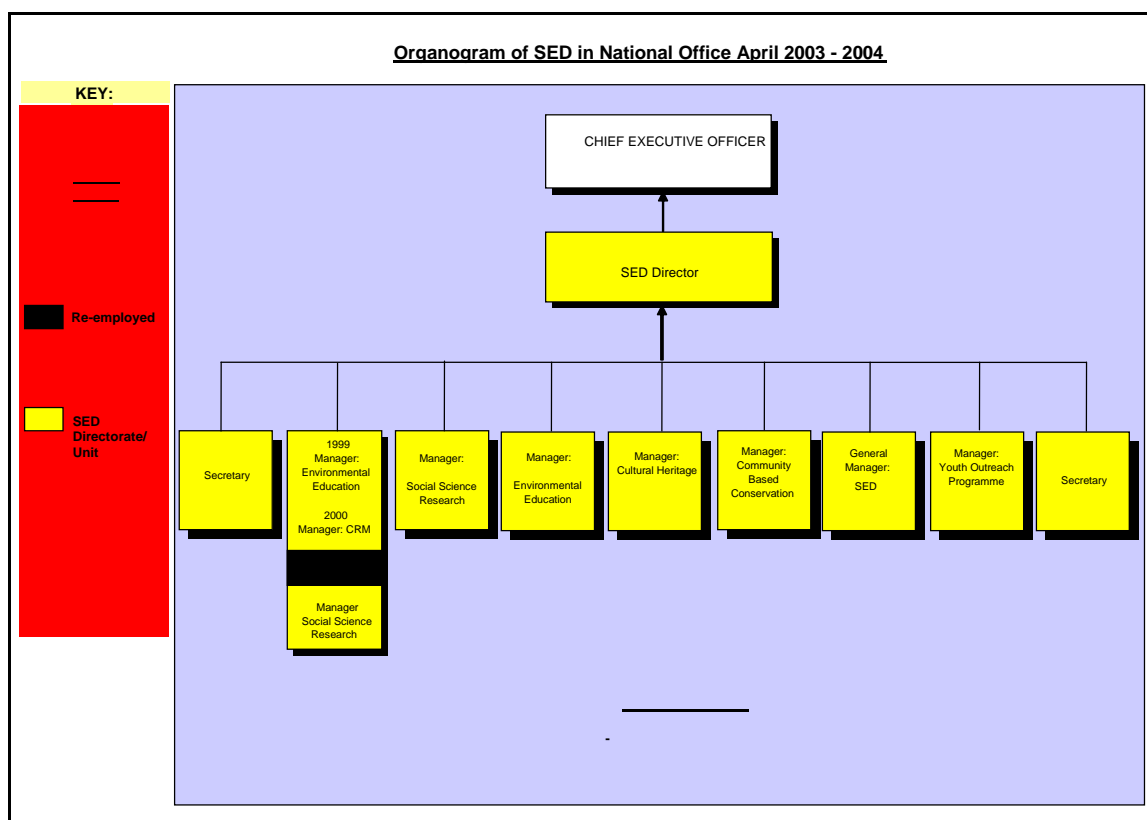 Organogram of SED in National Office April 2003 - 2004
KEY:
Re-employed
SED
Directorate/
Unit
CHIEF EXECUTIVE OFFICER
SED Director
Secretary
1999
Manager:
Environmental
Education
2000
Manager: CRM
Manager
Social Science
Research
Manager:
Social Science
Research
Manager:
Environmental
Education
Manager:
Cultural Heritage
Manager:
Community
Based
Conservation
General
Manager:
SED
Manager:
Youth Outreach
Programme
Secretary
-